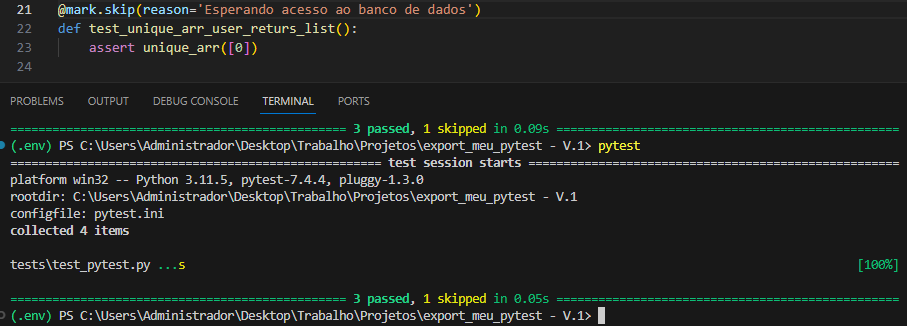 21 @mark.skip(reason='Esperando acesso ao banco de dados')
22 def test_unique_arr_user_returs_list():
23     assert unique_arr([0])
24
PROBLEMS OUTPUT DEBUG CONSOLE TERMINAL PORTS
================================================ 3 passed, 1 skipped in 0.09s =================================================
(.env) PS C:\Users\Administrador\Desktop\Trabalho\Projetos\export_meu_pytest - V.1> pytest
===================================================== test session starts =====================================================
platform win32 -- Python 3.11.5, pytest-7.4.4, pluggy-1.3.0
rootdir: C:\Users\Administrador\Desktop\Trabalho\Projetos\export_meu_pytest - V.1
configfile: pytest.ini
collected 4 items
tests\test_pytest.py ...s [100%]
================================================ 3 passed, 1 skipped in 0.05s =================================================
(.env) PS C:\Users\Administrador\Desktop\Trabalho\Projetos\export_meu_pytest - V.1>